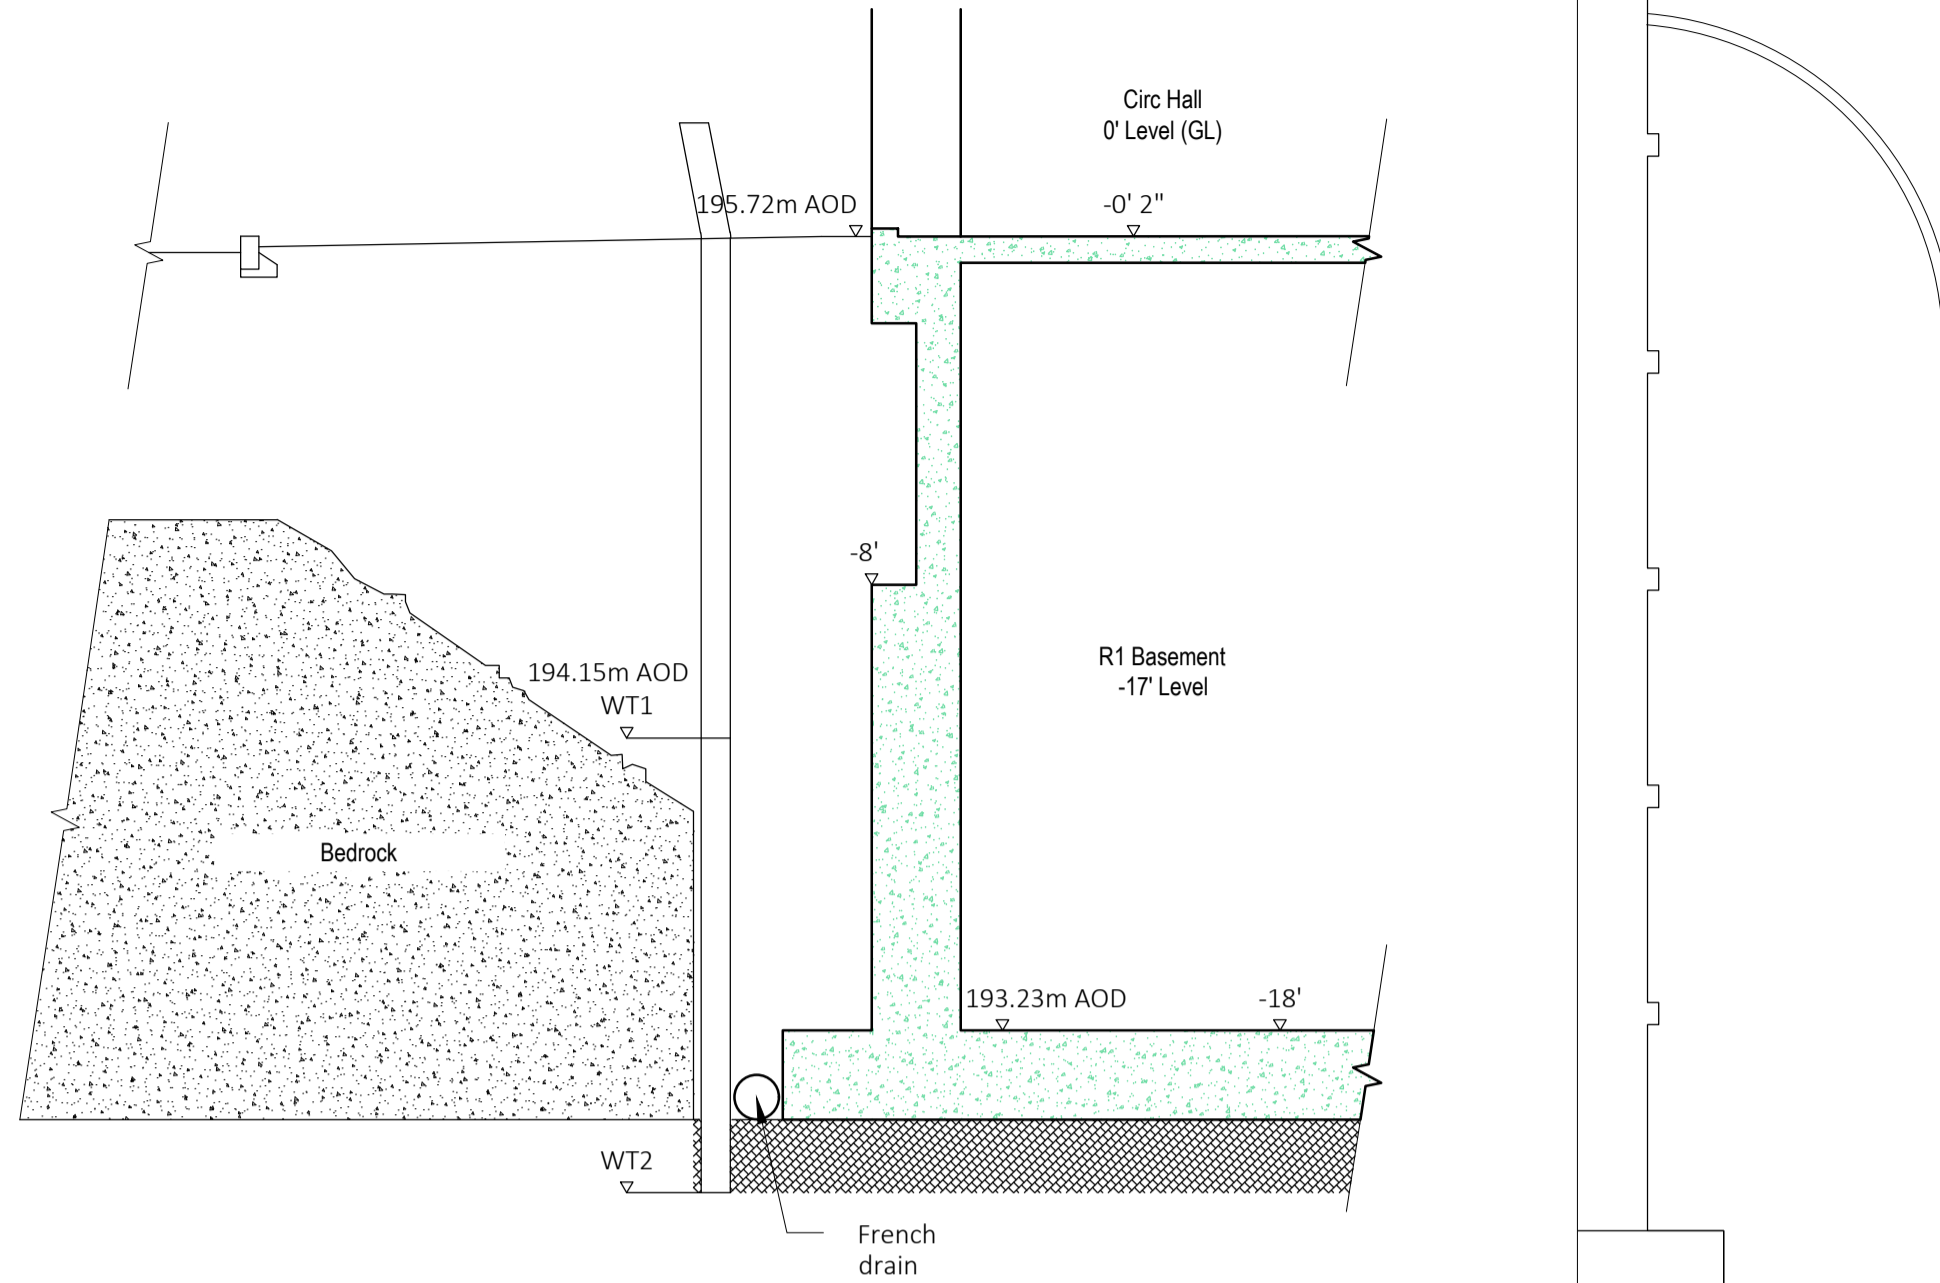 Circ Hall
0' Level (GL)
195.72m AOD
-0' 2"
-8'
R1 Basement
-17' Level
194.15m AOD
WT1
Bedrock
193.23m AOD
-18'
WT2
French
drain